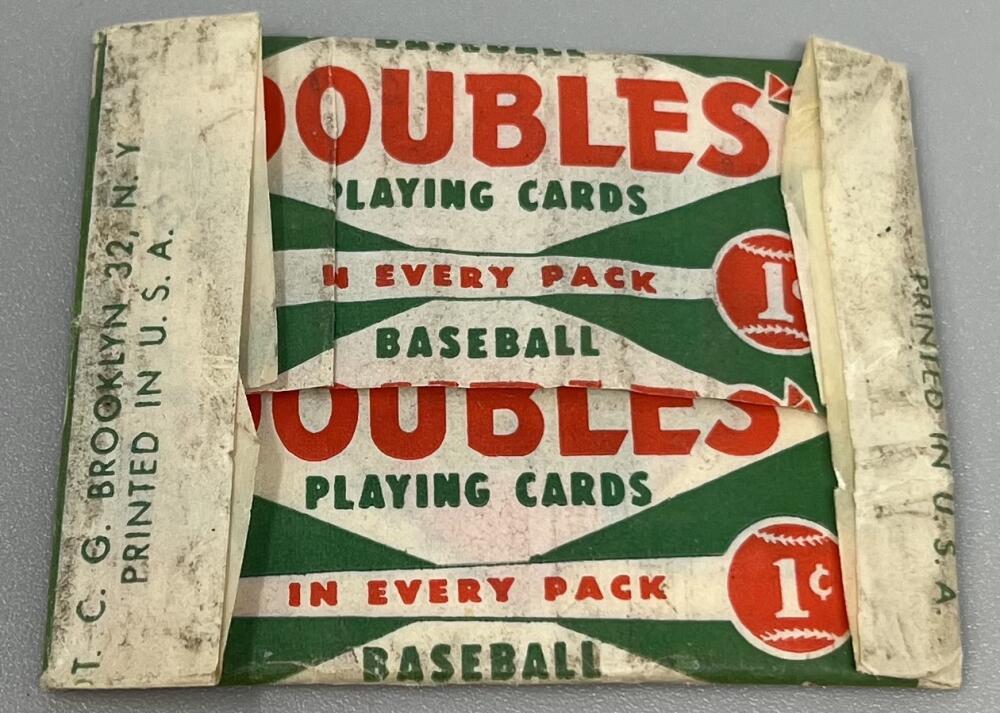 BASEBALL
DOUBLES"
PLAYING CARDS
IN EVERY PACK
1¢
BASEBALL
DOUBLES"
PLAYING CARDS
IN EVERY PACK
1¢
BASEBALL
T. C. G. BROOKLYN 32, N. Y
PRINTED IN U. S. A.
PRINTED IN U. S. A.